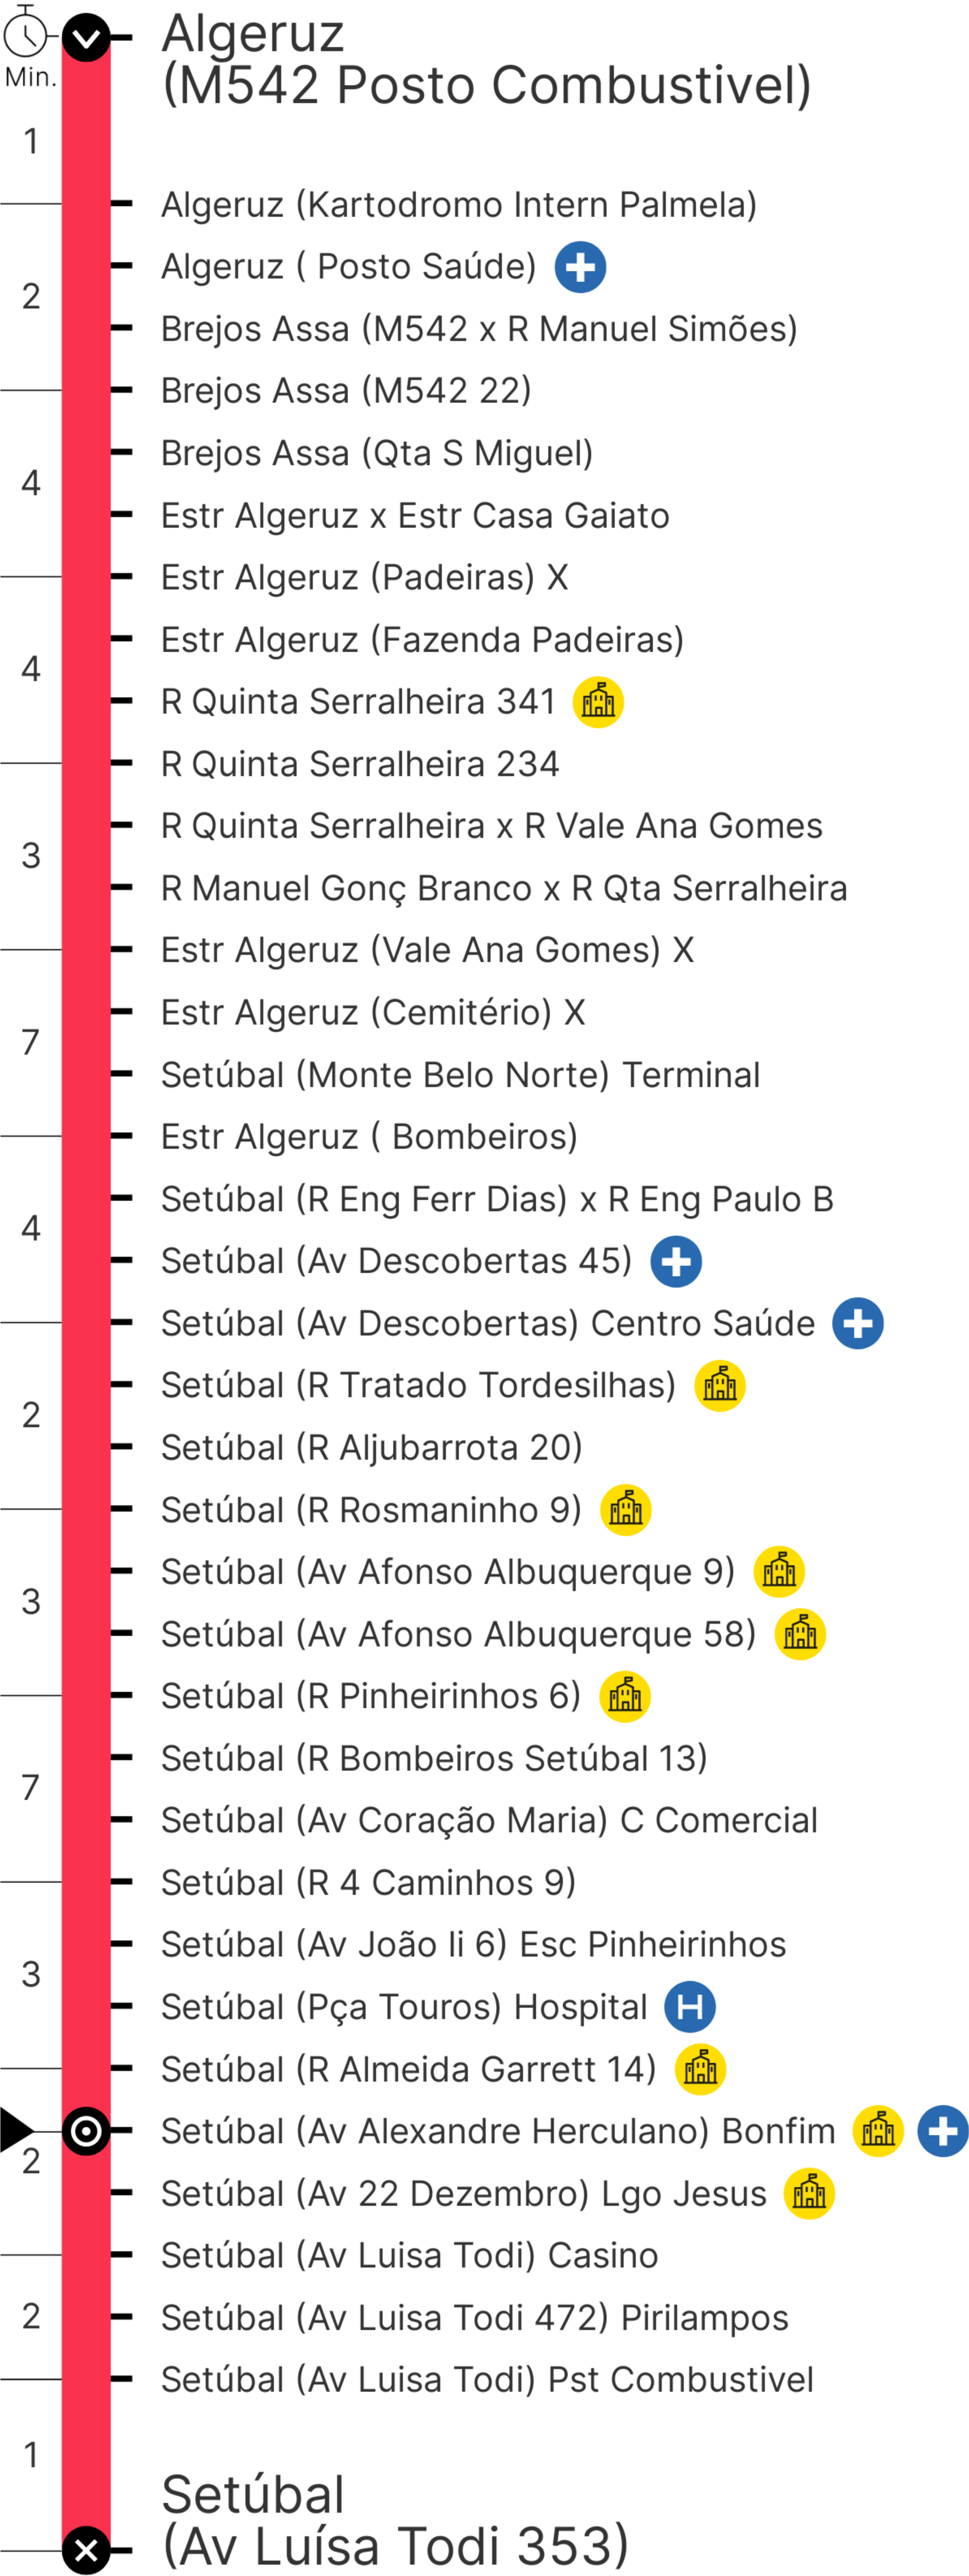 Algeruz
(M542 Posto Combustivel)
Min.
1
Algeruz (Kartodromo Intern Palmela)
Algeruz ( Posto Saúde)
2
Brejos Assa (M542 x R Manuel Simões)
Brejos Assa (M542 22)
Brejos Assa (Qta S Miguel)
4
Estr Algeruz x Estr Casa Gaiato
Estr Algeruz (Padeiras) X
Estr Algeruz (Fazenda Padeiras)
4
R Quinta Serralheira 341
R Quinta Serralheira 234
R Quinta Serralheira x R Vale Ana Gomes
3
R Manuel Gonç Branco x R Qta Serralheira
Estr Algeruz (Vale Ana Gomes) X
Estr Algeruz (Cemitério) X
7
Setúbal (Monte Belo Norte) Terminal
Estr Algeruz ( Bombeiros)
Setúbal (R Eng Ferr Dias) x R Eng Paulo B
4
Setúbal (Av Descobertas 45)
Setúbal (Av Descobertas) Centro Saúde
Setúbal (R Tratado Tordesilhas)
2
Setúbal (R Aljubarrota 20)
Setúbal (R Rosmaninho 9)
Setúbal (Av Afonso Albuquerque 9)
3
Setúbal (Av Afonso Albuquerque 58)
Setúbal (R Pinheirinhos 6)
Setúbal (R Bombeiros Setúbal 13)
7
Setúbal (Av Coração Maria) C Comercial
Setúbal (R 4 Caminhos 9)
Setúbal (Av João Ii 6) Esc Pinheirinhos
3
Setúbal (Pça Touros) Hospital H
Setúbal (R Almeida Garrett 14)
Setúbal (Av Alexandre Herculano) Bonfim
2
Setúbal (Av 22 Dezembro) Lgo Jesus
Setúbal (Av Luisa Todi) Casino
2
Setúbal (Av Luisa Todi 472) Pirilampos
Setúbal (Av Luisa Todi) Pst Combustivel
1
Setúbal
(Av Luísa Todi 353)